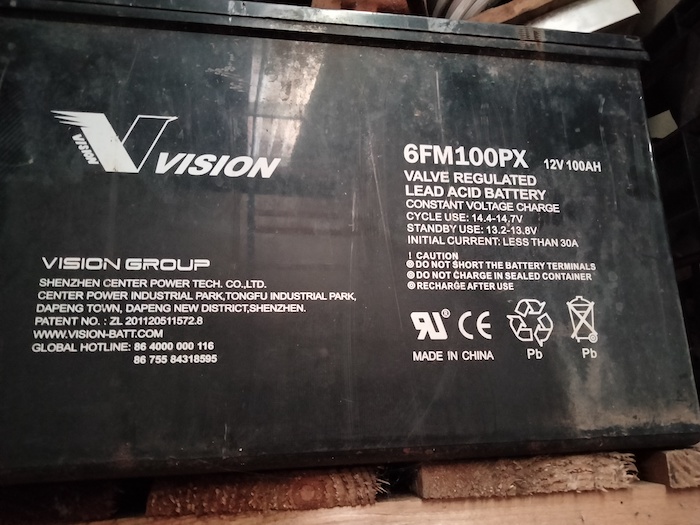 VISION
VISION
VISION GROUP
SHENZHEN CENTER POWER TECH. CO.,LTD.
CENTER POWER INDUSTRIAL PARK,TONGFU INDUSTRIAL PARK,
DAPENG TOWN, DAPENG NEW DISTRICT,SHENZHEN.
PATENT NO. : ZL 201120511572.8
WWW.VISION-BATT.COM
GLOBAL HOTLINE: 86 4000 000 116
86 755 84318595
6FM100PX 12V 100AH
VALVE REGULATED
LEAD ACID BATTERY
CONSTANT VOLTAGE CHARGE
CYCLE USE: 14.4-14.7V
STANDBY USE: 13.2-13.8V
INITIAL CURRENT: LESS THAN 30A
! CAUTION
DO NOT SHORT THE BATTERY TERMINALS
DO NOT CHARGE IN SEALED CONTAINER
RECHARGE AFTER USE
RU® CE
MADE IN CHINA Pb Pb